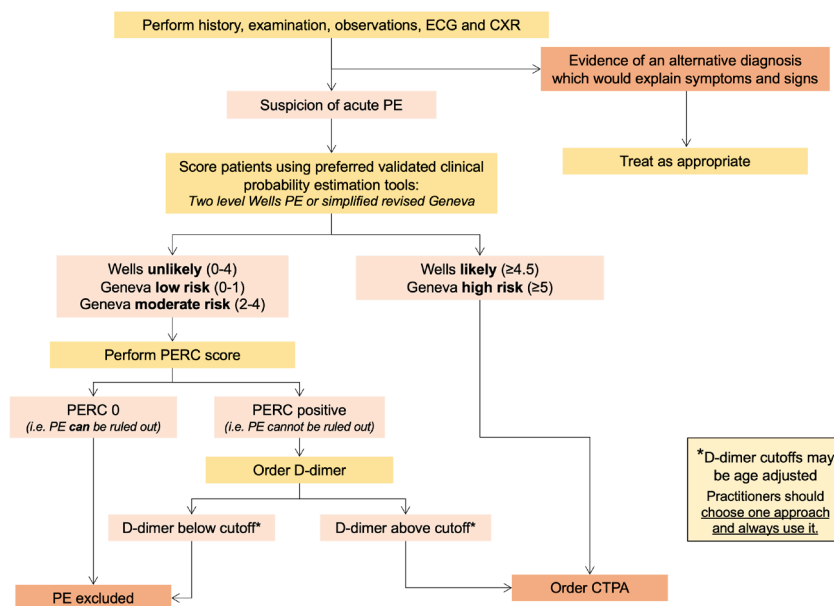 Perform history, examination, observations, ECG and CXR
Evidence of an alternative diagnosis
which would explain symptoms and signs
Suspicion of acute PE
Treat as appropriate
Score patients using preferred validated clinical
probability estimation tools:
Two level Wells PE or simplified revised Geneva
Wells unlikely (0-4)
Geneva low risk (0-1)
Geneva moderate risk (2-4)
Wells likely (≥4.5)
Geneva high risk (≥5)
Perform PERC score
PERC 0
(i.e. PE can be ruled out)
PERC positive
(i.e. PE cannot be ruled out)
Order D-dimer
D-dimer below cutoff*
D-dimer above cutoff*
*D-dimer cutoffs may
be age adjusted
Practitioners should
choose one approach
and always use it.
PE excluded
Order CTPA